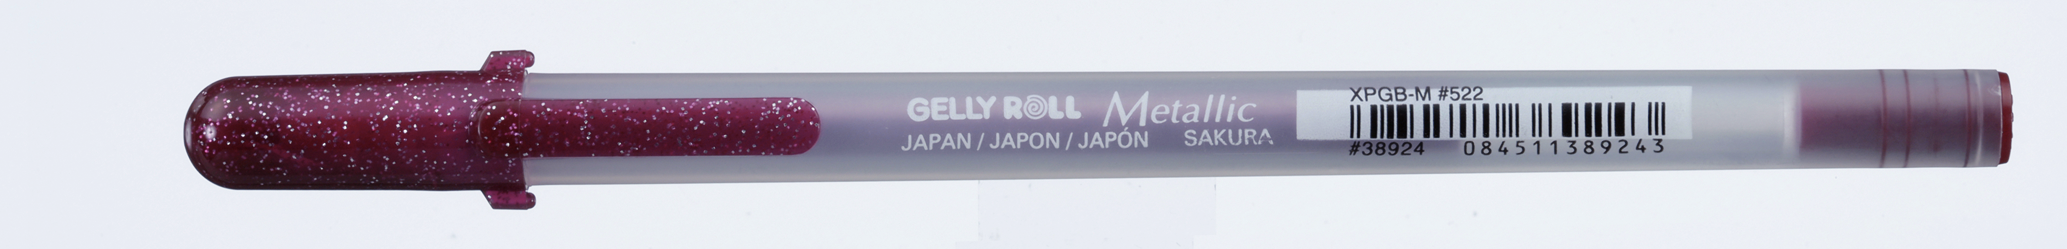 GELLY ROLL Metallic
JAPAN / JAPON / JAPÓN SAKURA
XPGB-M #522
#38924 084511389243